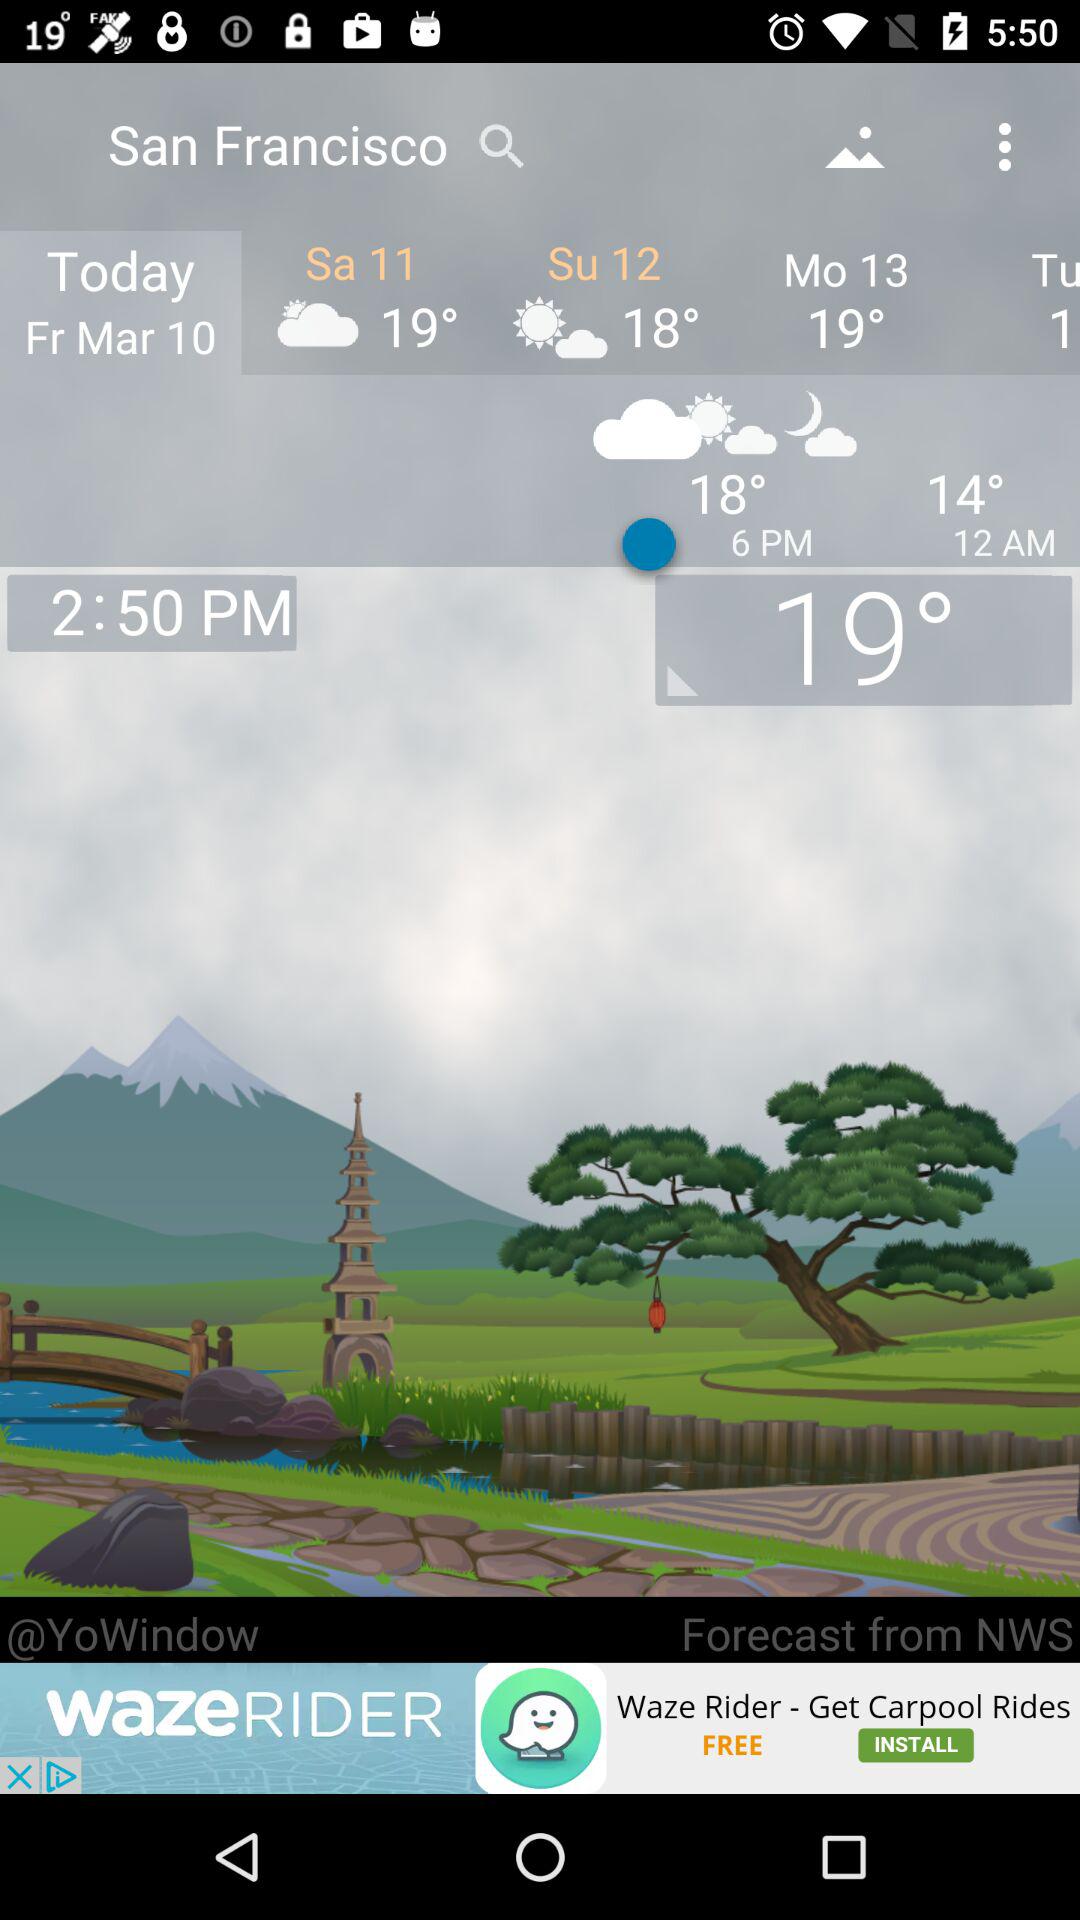 19° FAKE 5:50
San Francisco
Today Sa 11 Su 12 Mo 13 Tu
Fr Mar 10 19° 18° 19° 1
18° 14°
6 PM 12 AM
2:50 PM 19°
@YoWindow Forecast from NWS
waze RIDER Waze Rider - Get Carpool Rides
FREE INSTALL